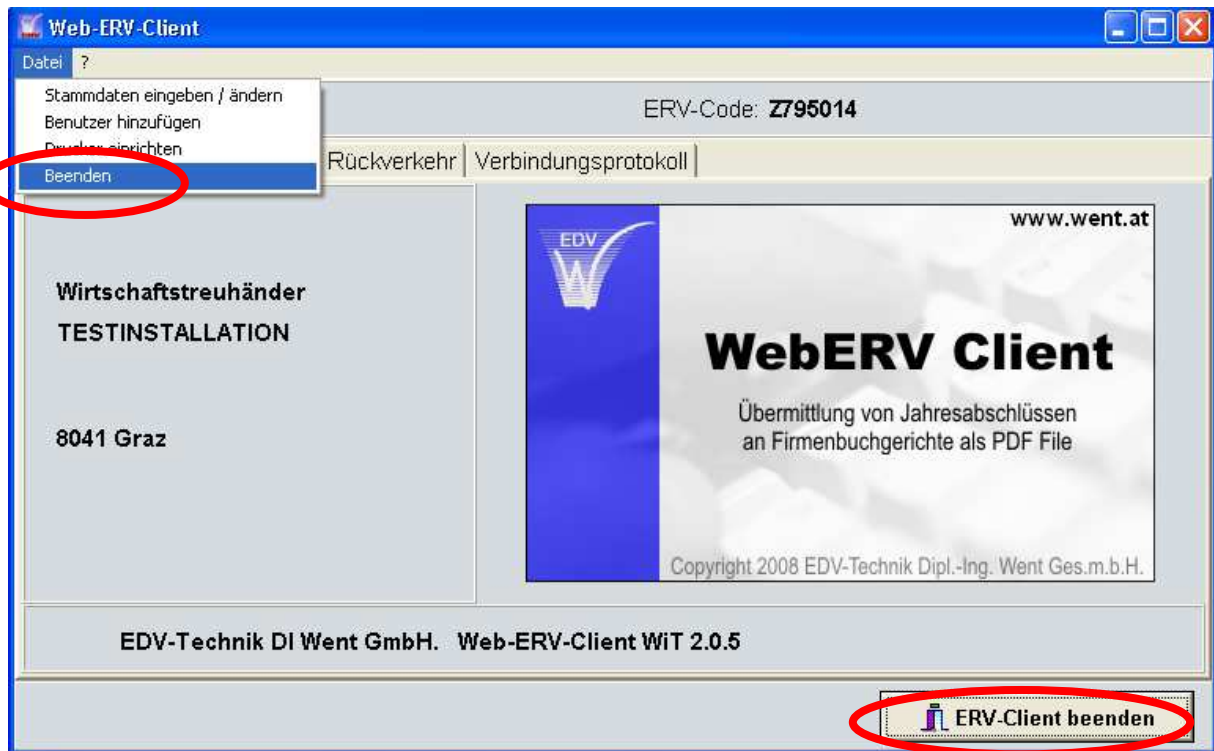 Web-ERV-Client
Datei ?
Stammdaten eingeben / ändern
Benutzer hinzufügen
Drucker einrichten
Beenden
ERV-Code: Z795014
Rückverkehr Verbindungsprotokoll
Wirtschaftstreuhänder
TESTINSTALLATION
8041 Graz
www.went.at
EDV
W
WebERV Client
Übermittlung von Jahresabschlüssen
an Firmenbuchgerichte als PDF File
Copyright 2008 EDV-Technik Dipl.-Ing. Went Ges.m.b.H.
EDV-Technik DI Went GmbH. Web-ERV-Client WiT 2.0.5
ERV-Client beenden